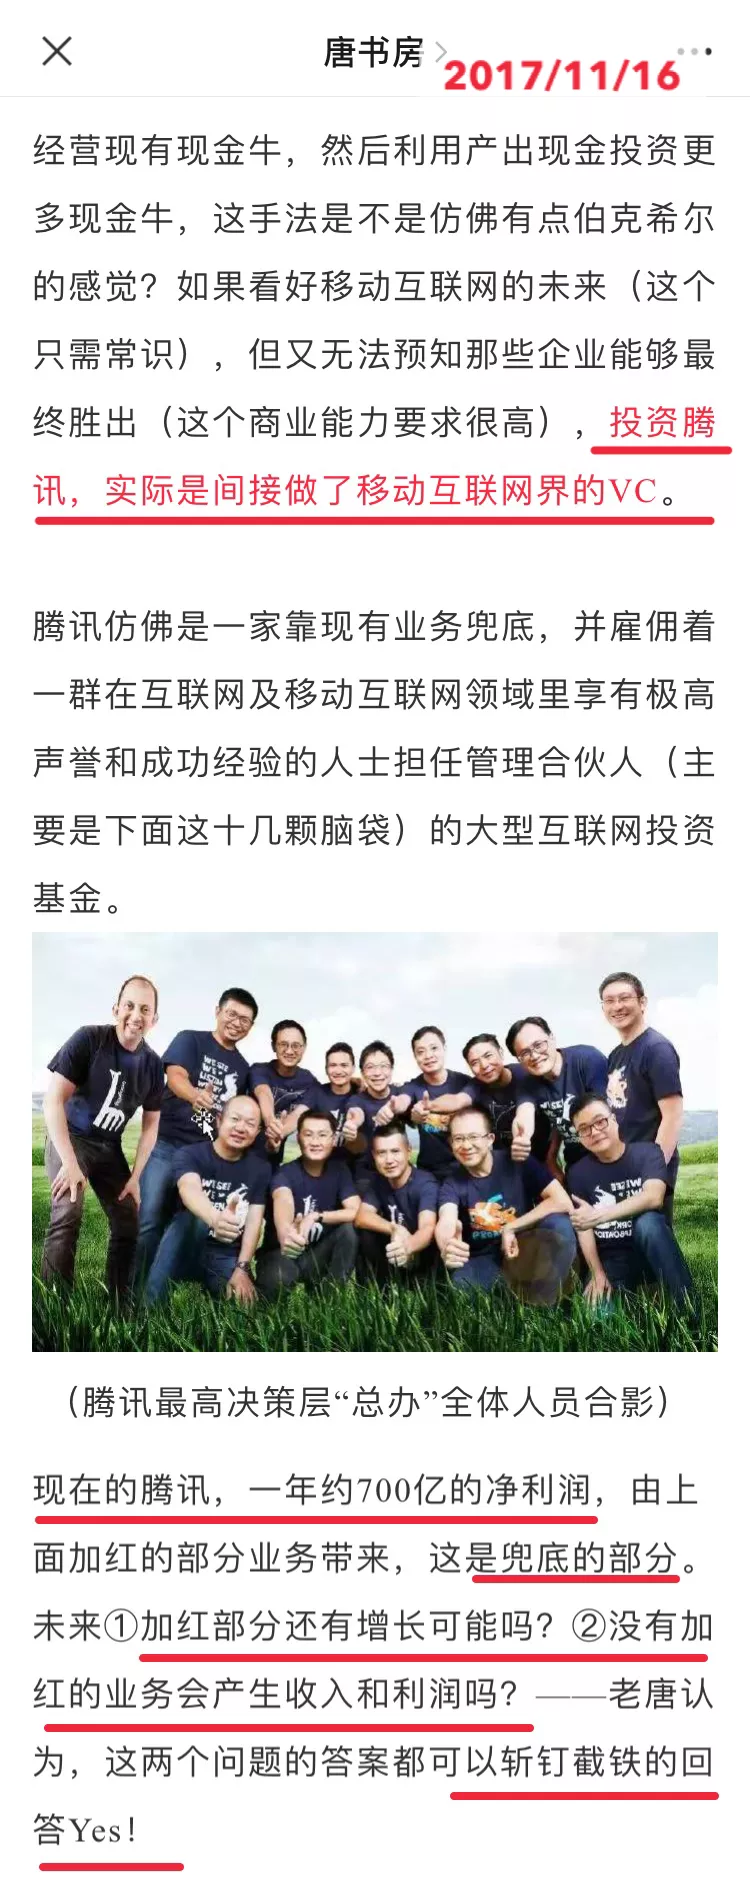 唐书房
2017/11/16
经营现有现金牛，然后利用产出现金投资更
多现金牛，这手法是不是仿佛有点伯克希尔
的感觉？如果看好移动互联网的未来（这个
只需常识），但又无法预知那些企业能够最
终胜出（这个商业能力要求很高），投资腾
讯，实际是间接做了移动互联网界的VC。
腾讯仿佛是一家靠现有业务兜底，并雇佣着
一群在互联网及移动互联网领域里享有极高
声誉和成功经验的人士担任管理合伙人（主
要是下面这十几颗脑袋）的大型互联网投资
基金。
（腾讯最高决策层“总办”全体人员合影）
现在的腾讯，一年约700亿的净利润，由上
面加红的部分业务带来，这是兜底的部分。
未来①加红部分还有增长可能吗？②没有加
红的业务会产生收入和利润吗？——老唐认
为，这两个问题的答案都可以斩钉截铁的回
答Yes！